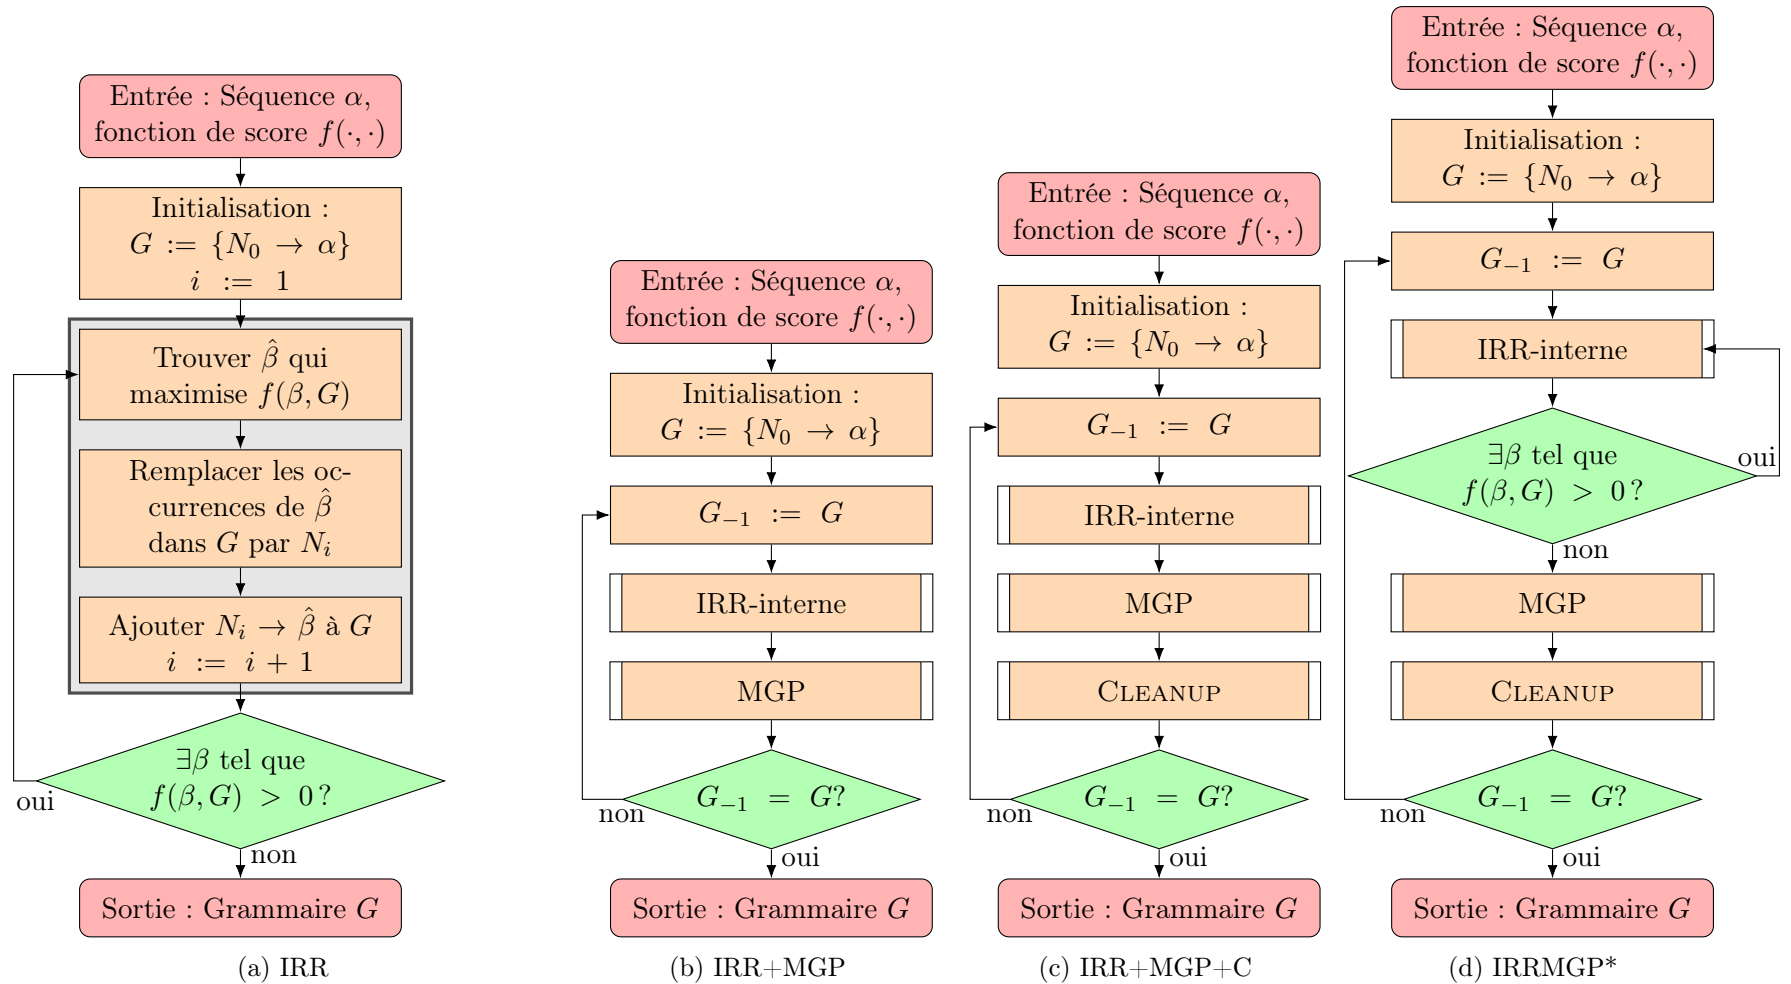 Entrée : Séquence α,
fonction de score f(·,·)
Initialisation :
G := {N₀ → α}
i := 1
Trouver β̂ qui
maximise f(β, G)
Remplacer les oc-
currences de β̂
dans G par Nᵢ
Ajouter Nᵢ → β̂ à G
i := i + 1
∃β tel que
f(β, G) > 0 ?
oui
non
Sortie : Grammaire G
(a) IRR
Entrée : Séquence α,
fonction de score f(·,·)
Initialisation :
G := {N₀ → α}
G₋₁ := G
IRR-interne
MGP
G₋₁ = G?
non
oui
Sortie : Grammaire G
(b) IRR+MGP
Entrée : Séquence α,
fonction de score f(·,·)
Initialisation :
G := {N₀ → α}
G₋₁ := G
IRR-interne
MGP
CLEANUP
G₋₁ = G?
non
oui
Sortie : Grammaire G
(c) IRR+MGP+C
Entrée : Séquence α,
fonction de score f(·,·)
Initialisation :
G := {N₀ → α}
G₋₁ := G
IRR-interne
∃β tel que
f(β, G) > 0 ?
oui
non
MGP
CLEANUP
G₋₁ = G?
non
oui
Sortie : Grammaire G
(d) IRRMGP*